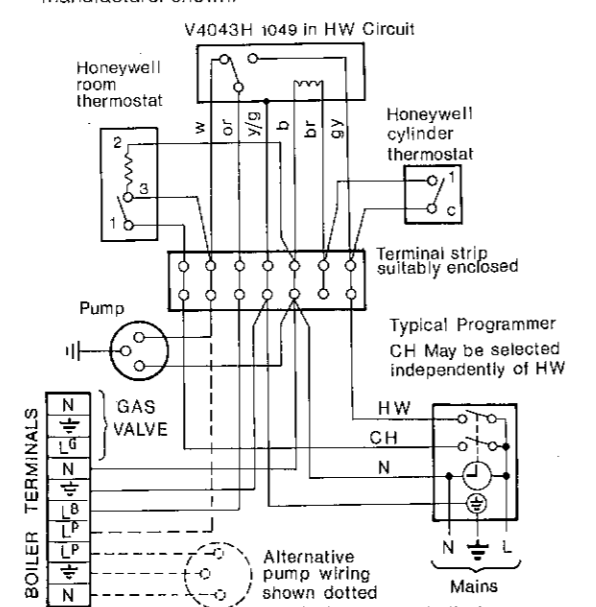 V4043H 1049 in HW Circuit
Honeywell
room
thermostat
w
or
y/g
b
br
gy
Honeywell
cylinder
thermostat
2
3
1
1
C
Terminal strip
suitably enclosed
Pump
Typical Programmer
CH May be selected
independently of HW
HW
CH
N
N
L
Mains
BOILER TERMINALS
N
LG
N
LB
LP
LP
N
GAS
VALVE
Alternative
pump wiring
shown dotted